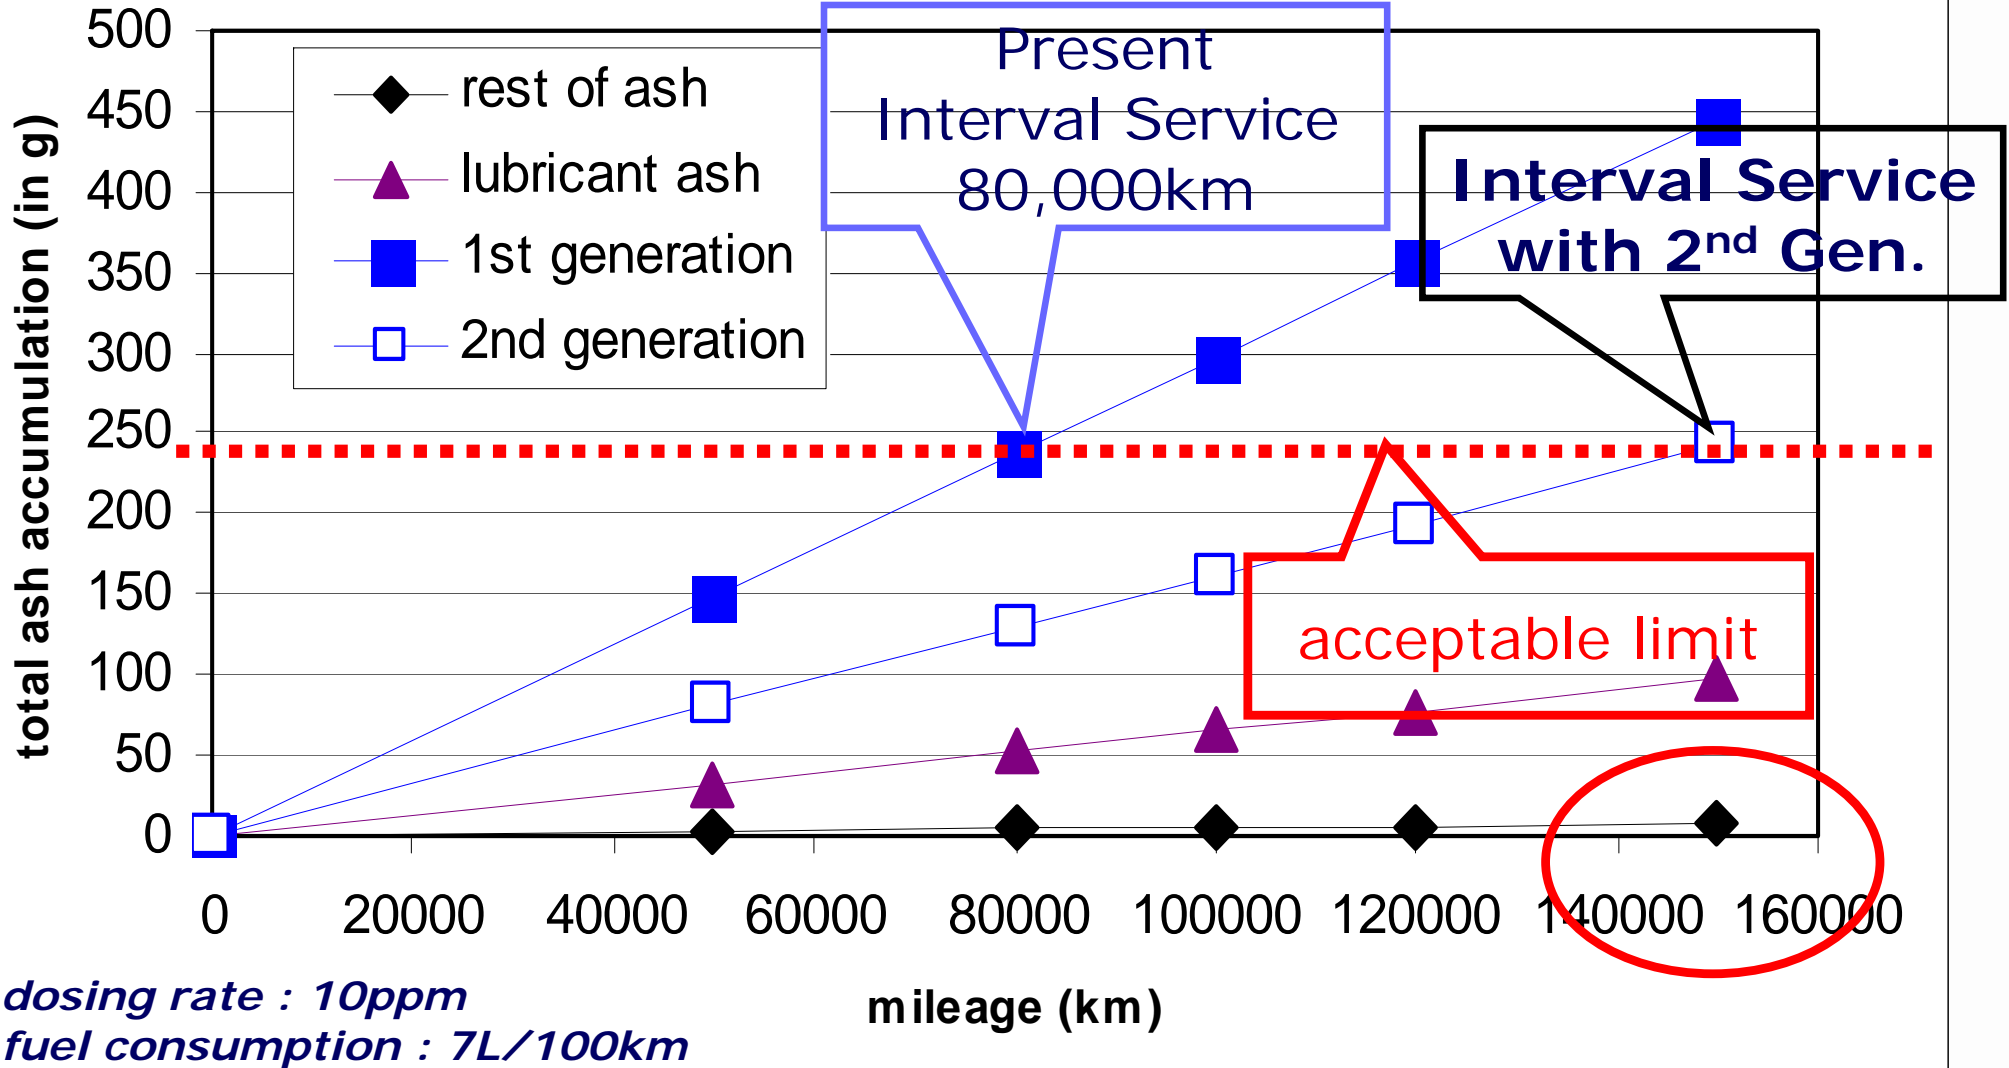 500
450
400
350
300
250
200
150
100
50
0
total ash accumulation (in g)
rest of ash
lubricant ash
1st generation
2nd generation
Present
Interval Service
80,000km
Interval Service
with 2nd Gen.
acceptable limit
0 20000 40000 60000 80000 100000 120000 140000 160000
mileage (km)
dosing rate : 10ppm
fuel consumption : 7L/100km